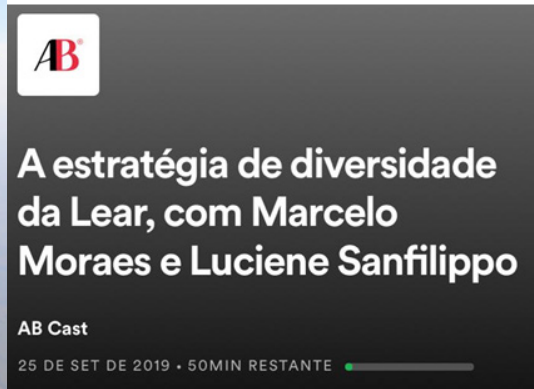 AB
A estratégia de diversidade
da Lear, com Marcelo
Moraes e Luciene Sanfilippo
AB Cast
25 DE SET DE 2019 • 50MIN RESTANTE